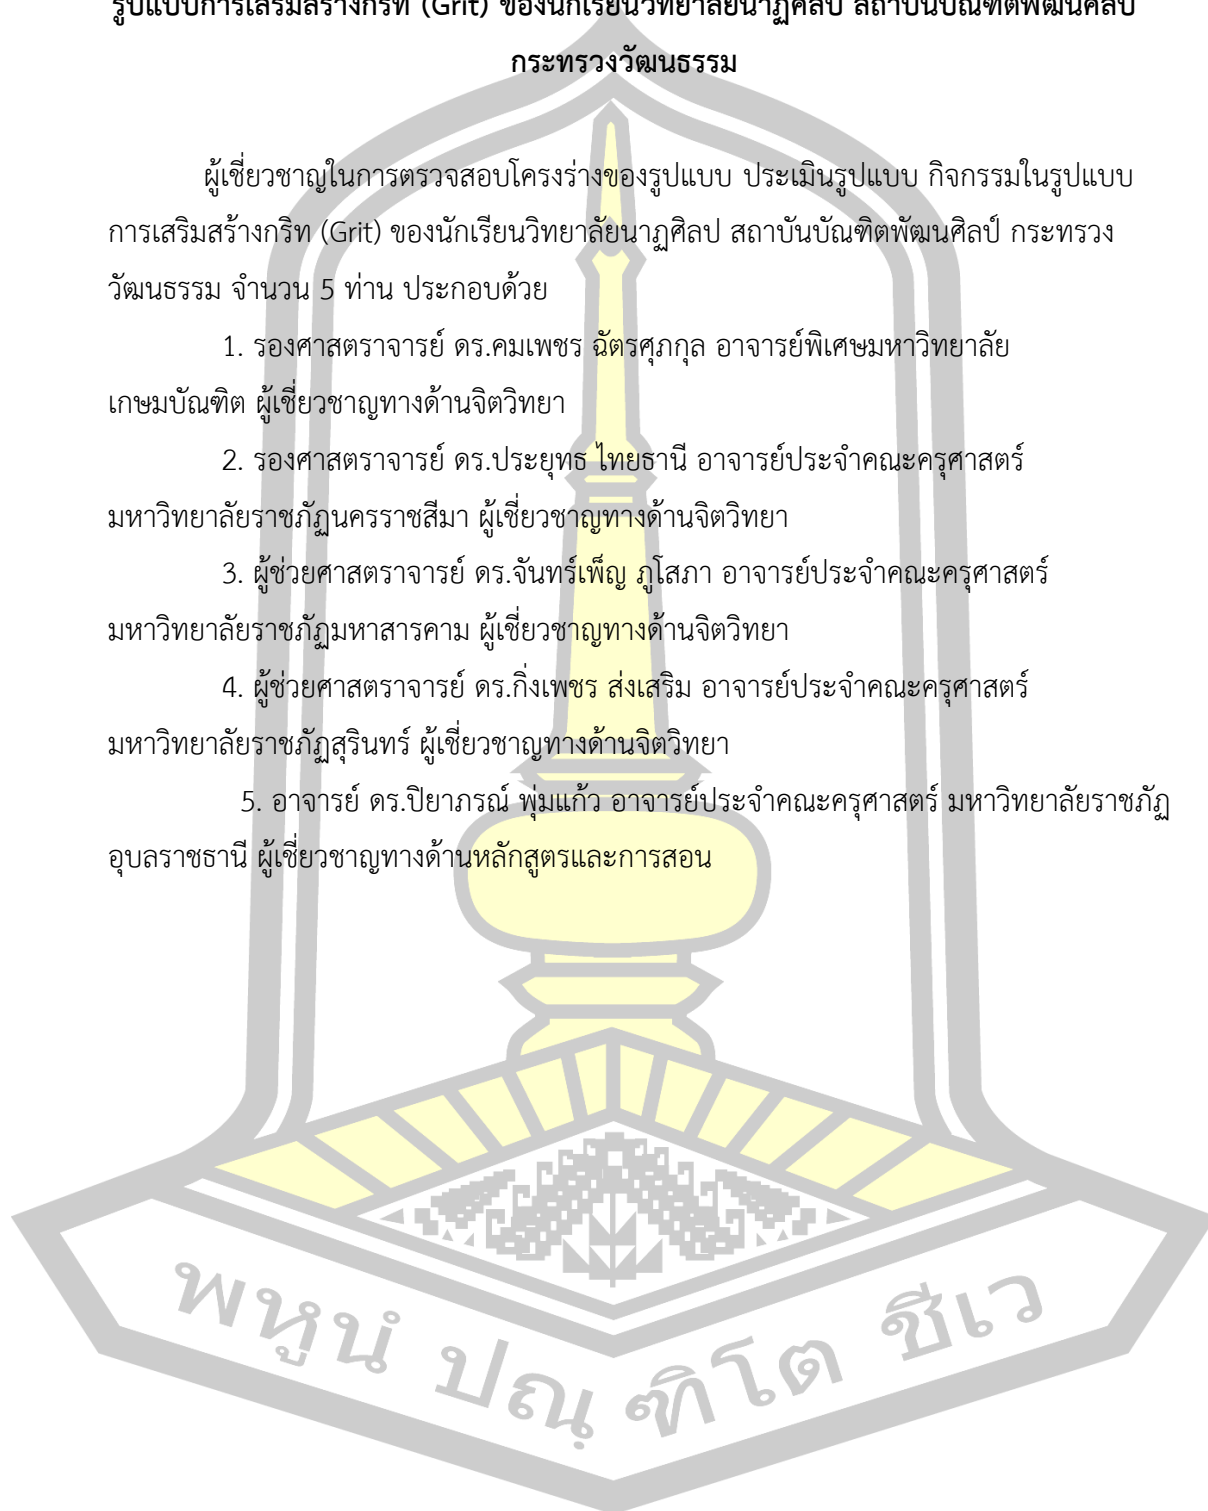 รูปแบบการเสริมสร้างกริท (Grit) ของนักเรียนวิทยาลัยนาฏศิลป สถาบันบัณฑิตพัฒนศิลป์
กระทรวงวัฒนธรรม
ผู้เชี่ยวชาญในการตรวจสอบโครงร่างของรูปแบบ ประเมินรูปแบบ กิจกรรมในรูปแบบ
การเสริมสร้างกริท (Grit) ของนักเรียนวิทยาลัยนาฏศิลป สถาบันบัณฑิตพัฒนศิลป์ กระทรวง
วัฒนธรรม จำนวน 5 ท่าน ประกอบด้วย
1. รองศาสตราจารย์ ดร.คมเพชร ฉัตรศุภกุล อาจารย์พิเศษมหาวิทยาลัย
เกษมบัณฑิต ผู้เชี่ยวชาญทางด้านจิตวิทยา
2. รองศาสตราจารย์ ดร.ประยุทธ ไทยธานี อาจารย์ประจำคณะครุศาสตร์
มหาวิทยาลัยราชภัฏนครราชสีมา ผู้เชี่ยวชาญทางด้านจิตวิทยา
3. ผู้ช่วยศาสตราจารย์ ดร.จันทร์เพ็ญ ภูโสภา อาจารย์ประจำคณะครุศาสตร์
มหาวิทยาลัยราชภัฏมหาสารคาม ผู้เชี่ยวชาญทางด้านจิตวิทยา
4. ผู้ช่วยศาสตราจารย์ ดร.กิ่งเพชร ส่งเสริม อาจารย์ประจำคณะครุศาสตร์
มหาวิทยาลัยราชภัฏสุรินทร์ ผู้เชี่ยวชาญทางด้านจิตวิทยา
5. อาจารย์ ดร.ปิยาภรณ์ พุ่มแก้ว อาจารย์ประจำคณะครุศาสตร์ มหาวิทยาลัยราชภัฏ
อุบลราชธานี ผู้เชี่ยวชาญทางด้านหลักสูตรและการสอน
พหูนํ ปณฺ ฑิโต ชีเว